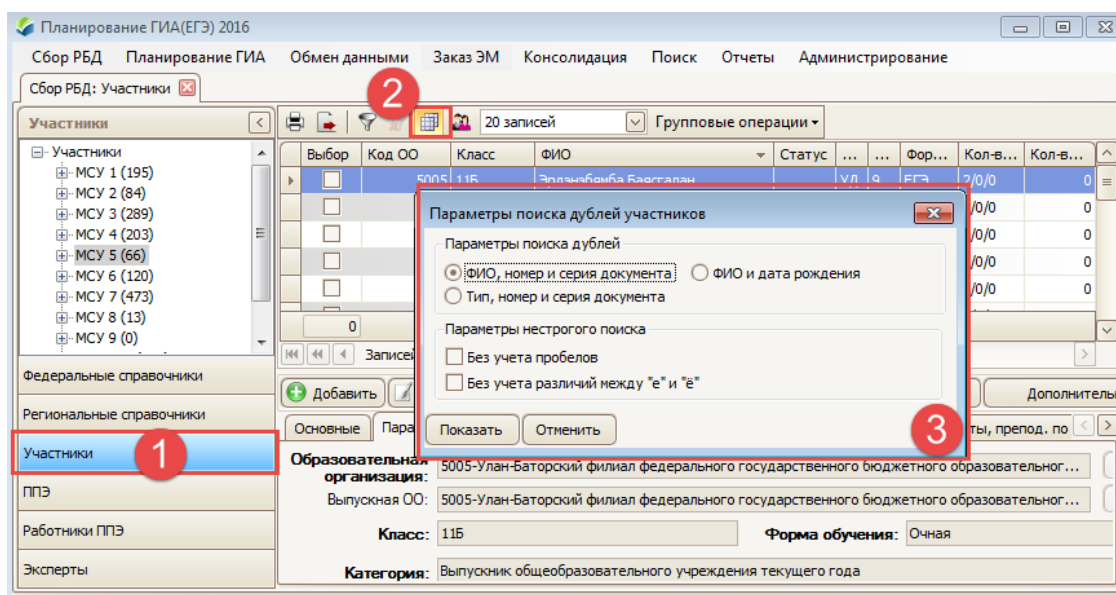 Планирование ГИА(ЕГЭ) 2016
Сбор РБД Планирование ГИА Обмен данными Заказ ЭМ Консолидация Поиск Отчеты Администрирование
Сбор РБД: Участники
2
Участники
20 записей Групповые операции
Участники
МСУ 1 (195)
МСУ 2 (84)
МСУ 3 (289)
МСУ 4 (203)
МСУ 5 (66)
МСУ 6 (120)
МСУ 7 (473)
МСУ 8 (13)
МСУ 9 (0)
Выбор Код ОО Класс ФИО Статус ... ... Фор... Кол-в... Кол-в...
5005 11Б УД 9 ЕГЭ 2/0/0 0
/0/0 0
/0/0 0
/0/0 0
/0/0 0
0
Записей
Параметры поиска дублей участников
Параметры поиска дублей
ФИО, номер и серия документа ФИО и дата рождения
Тип, номер и серия документа
Параметры нестрогого поиска
Без учета пробелов
Без учета различий между "е" и "ё"
Показать Отменить
3
Федеральные справочники
Региональные справочники
Участники
1
ППЭ
Работники ППЭ
Эксперты
Добавить Дополнитель
Основные Пара ты, препод. по
Образовательная организация: 5005-Улан-Баторский филиал федерального государственного бюджетного образовательног...
Выпускная ОО: 5005-Улан-Баторский филиал федерального государственного бюджетного образовательног...
Класс: 11Б Форма обучения: Очная
Категория: Выпускник общеобразовательного учреждения текущего года